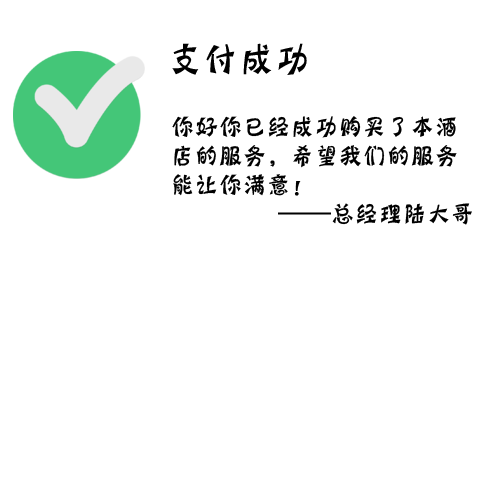 支付成功
你好你已经成功购买了本酒
店的服务，希望我们的服务
能让你满意！
——总经理陆大哥